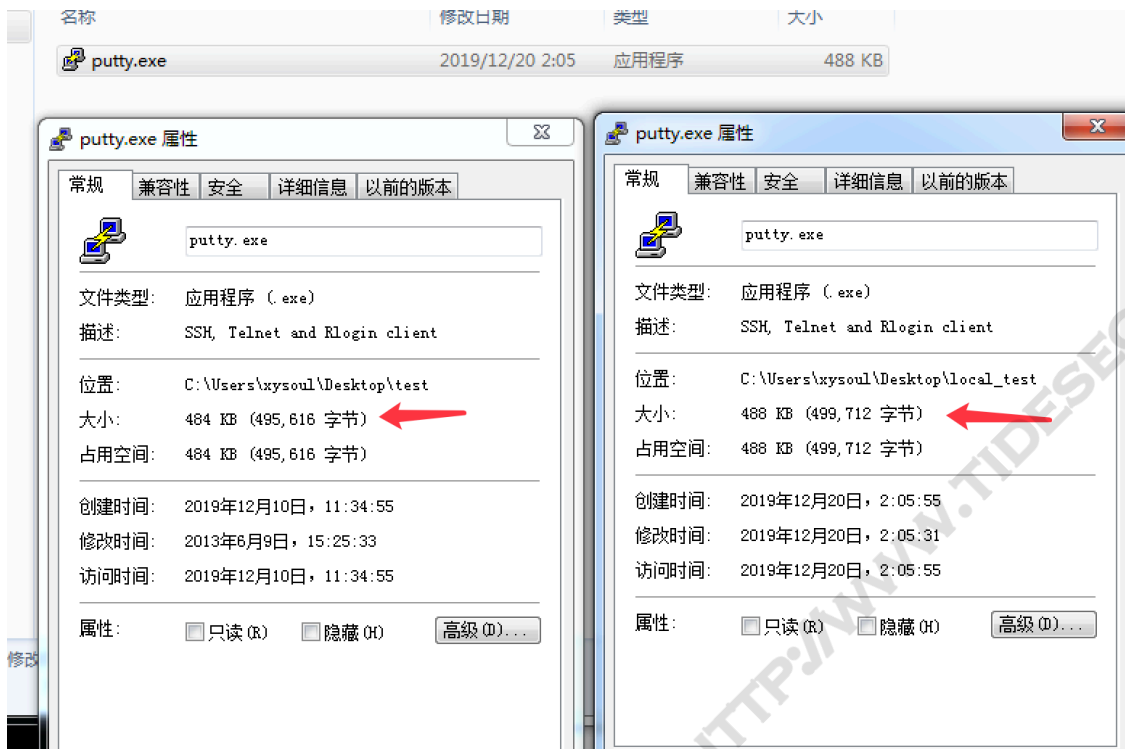 名称 修改日期 类型 大小
putty.exe 2019/12/20 2:05 应用程序 488 KB
putty.exe 属性
常规 兼容性 安全 详细信息 以前的版本
putty.exe
文件类型: 应用程序 (.exe)
描述: SSH, Telnet and Rlogin client
位置: C:\Users\xysoul\Desktop\test
大小: 484 KB (495,616 字节)
占用空间: 484 KB (495,616 字节)
创建时间: 2019年12月10日，11:34:55
修改时间: 2013年6月9日，15:25:33
访问时间: 2019年12月10日，11:34:55
属性: 只读(R) 隐藏(H) 高级(D)...
putty.exe 属性
常规 兼容性 安全 详细信息 以前的版本
putty.exe
文件类型: 应用程序 (.exe)
描述: SSH, Telnet and Rlogin client
位置: C:\Users\xysoul\Desktop\local_test
大小: 488 KB (499,712 字节)
占用空间: 488 KB (499,712 字节)
创建时间: 2019年12月20日，2:05:55
修改时间: 2019年12月20日，2:05:31
访问时间: 2019年12月20日，2:05:55
属性: 只读(R) 隐藏(H) 高级(D)...
修改
HTTP://WWW.TIDESEC